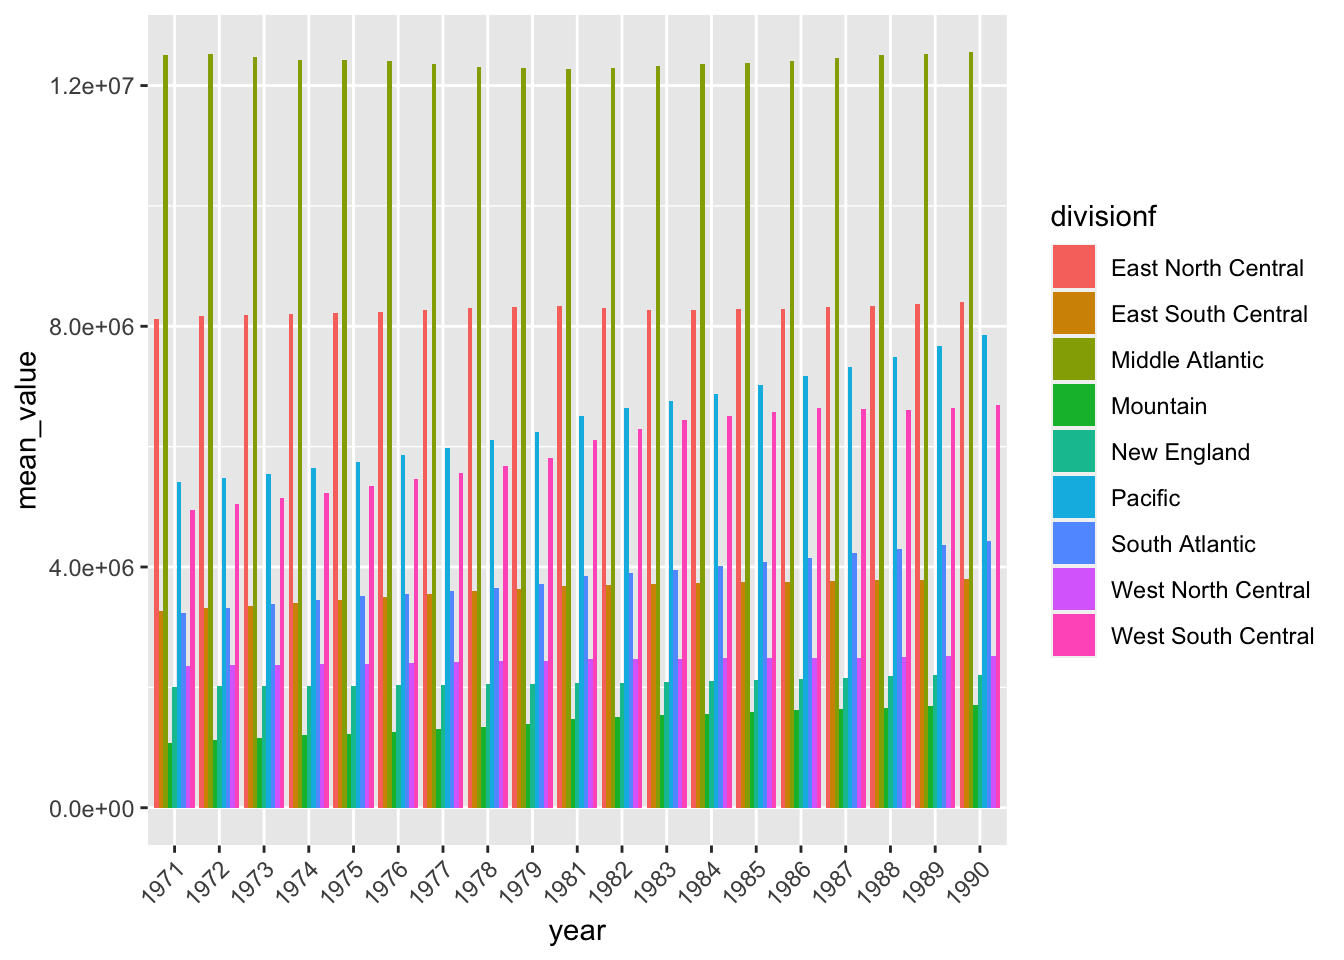 1.2e+07
8.0e+06
4.0e+06
0.0e+00
mean_value
1971
1972
1973
1974
1975
1976
1977
1978
1979
1981
1982
1983
1984
1985
1986
1987
1988
1989
1990
year
divisionf
East North Central
East South Central
Middle Atlantic
Mountain
New England
Pacific
South Atlantic
West North Central
West South Central